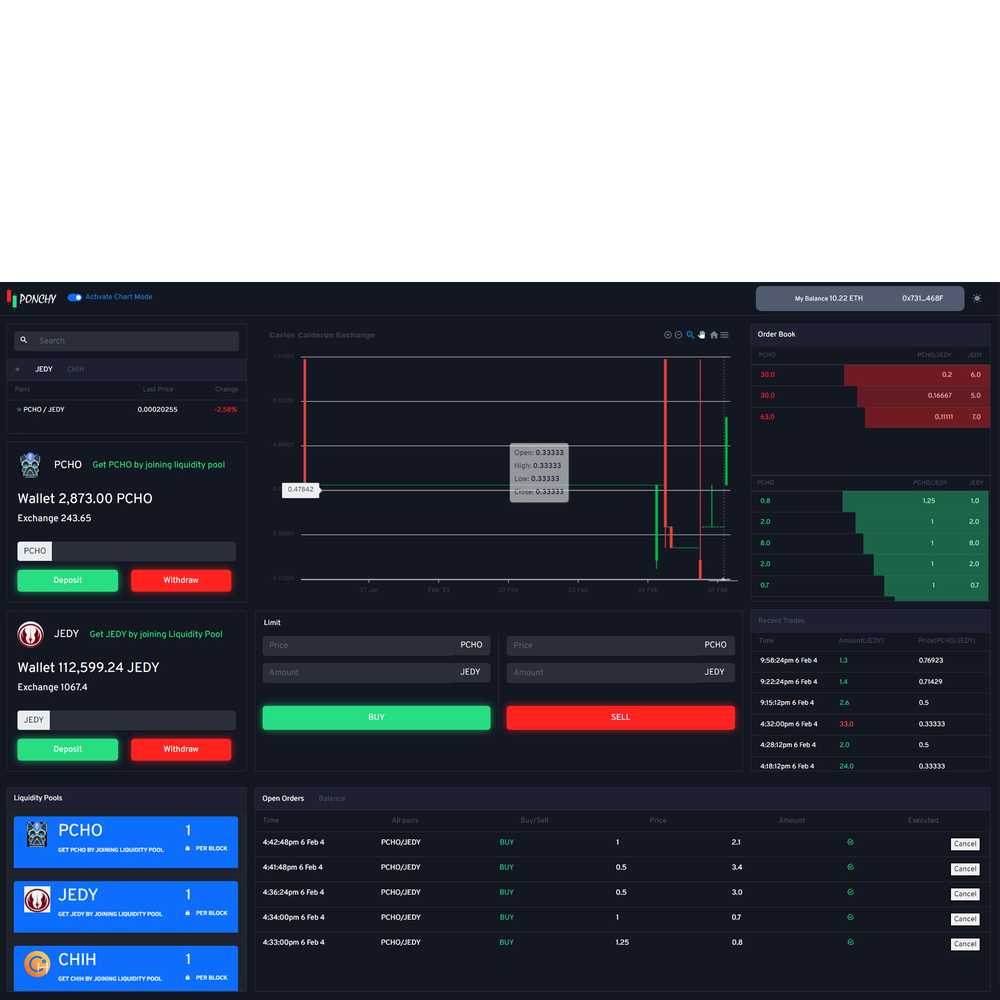 PONCHY
Activate Chart Mode
My Balance 10.22 ETH
0x731...468F
Search
JEDY CHIH
Pairs Last Price Change
PCHO / JEDY 0.00020255 -2.58%
PCHO Get PCHO by joining liquidity pool
Wallet 2,873.00 PCHO
Exchange 243.65
PCHO
Deposit Withdraw
JEDY Get JEDY by joining Liquidity Pool
Wallet 112,599.24 JEDY
Exchange 1067.4
JEDY
Deposit Withdraw
Liquidity Pools
PCHO 1
GET PCHO BY JOINING LIQUIDITY POOL PER BLOCK
JEDY 1
GET JEDY BY JOINING LIQUIDITY POOL PER BLOCK
CHIH 1
GET CHIH BY JOINING LIQUIDITY POOL PER BLOCK
Carlos Calderon Exchange
0.47842
Open: 0.33333
High: 0.33333
Low: 0.33333
Close: 0.33333
Limit
Price PCHO
Amount JEDY
BUY
Price PCHO
Amount JEDY
SELL
Order Book
PCHO PCHO/JEDY JEDY
30.0 0.2 6.0
30.0 0.16667 5.0
63.0 0.11111 7.0
PCHO PCHO/JEDY JEDY
0.8 1.25 1.0
2.0 1 2.0
8.0 1 8.0
2.0 1 2.0
0.7 1 0.7
Recent Trades
Time Amount(JEDY) Price(PCHO/JEDY)
9:58:24pm 6 Feb 4 1.3 0.76923
9:22:24pm 6 Feb 4 1.4 0.71429
9:15:12pm 6 Feb 4 2.6 0.5
4:32:00pm 6 Feb 4 33.0 0.33333
4:28:12pm 6 Feb 4 2.0 0.5
4:18:12pm 6 Feb 4 24.0 0.33333
Open Orders Balance
Time All pairs Buy/Sell Price Amount Executed
4:42:48pm 6 Feb 4 PCHO/JEDY BUY 1 2.1 Cancel
4:41:48pm 6 Feb 4 PCHO/JEDY BUY 0.5 3.4 Cancel
4:36:24pm 6 Feb 4 PCHO/JEDY BUY 0.5 3.0 Cancel
4:34:00pm 6 Feb 4 PCHO/JEDY BUY 1 0.7 Cancel
4:33:00pm 6 Feb 4 PCHO/JEDY BUY 1.25 0.8 Cancel